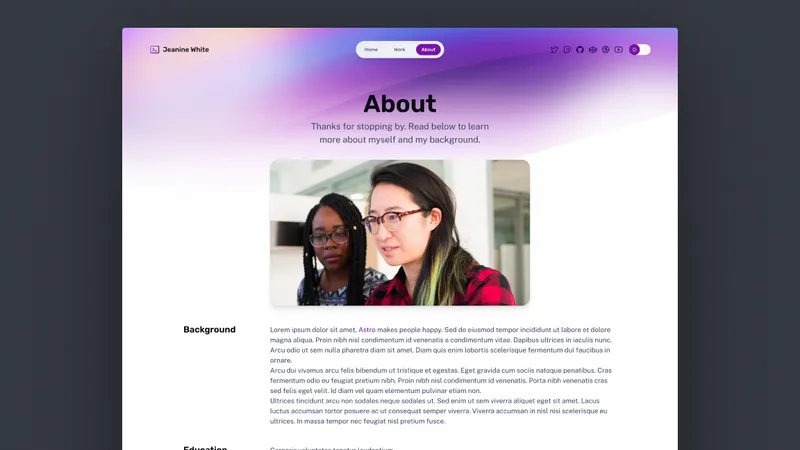 Jeanine White
Home Work About
About
Thanks for stopping by. Read below to learn
more about myself and my background.
Background
Lorem ipsum dolor sit amet, Astro makes people happy. Sed do eiusmod tempor incididunt ut labore et dolore
magna aliqua. Proin nibh nisl condimentum id venenatis a condimentum vitae. Dapibus ultrices in iaculis nunc.
Arcu odio ut sem nulla pharetra diam sit amet. Diam quis enim lobortis scelerisque fermentum dui faucibus in
ornare.
Arcu dui vivamus arcu felis bibendum ut tristique et egestas. Eget gravida cum sociis natoque penatibus. Cras
fermentum odio eu feugiat pretium nibh. Proin nibh nisl condimentum id venenatis. Porta nibh venenatis cras
sed felis eget velit. Id diam vel quam elementum pulvinar etiam non.
Ultrices tincidunt arcu non sodales neque sodales ut. Sed enim ut sem viverra aliquet eget sit amet. Lacus
luctus accumsan tortor posuere ac ut consequat semper viverra. Viverra accumsan in nisl nisi scelerisque eu
ultrices. In massa tempor nec feugiat nisl pretium fusce.
Education